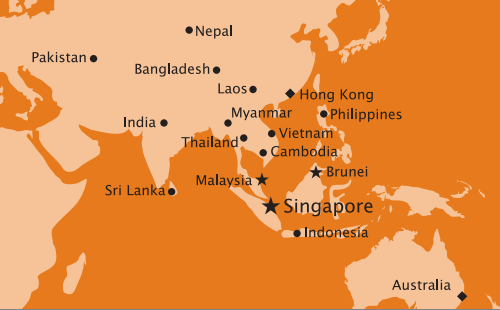 Nepal
Pakistan
Bangladesh
Laos
Hong Kong
Myanmar
Philippines
India
Vietnam
Thailand
Cambodia
Brunei
Malaysia
Sri Lanka
Singapore
Indonesia
Australia